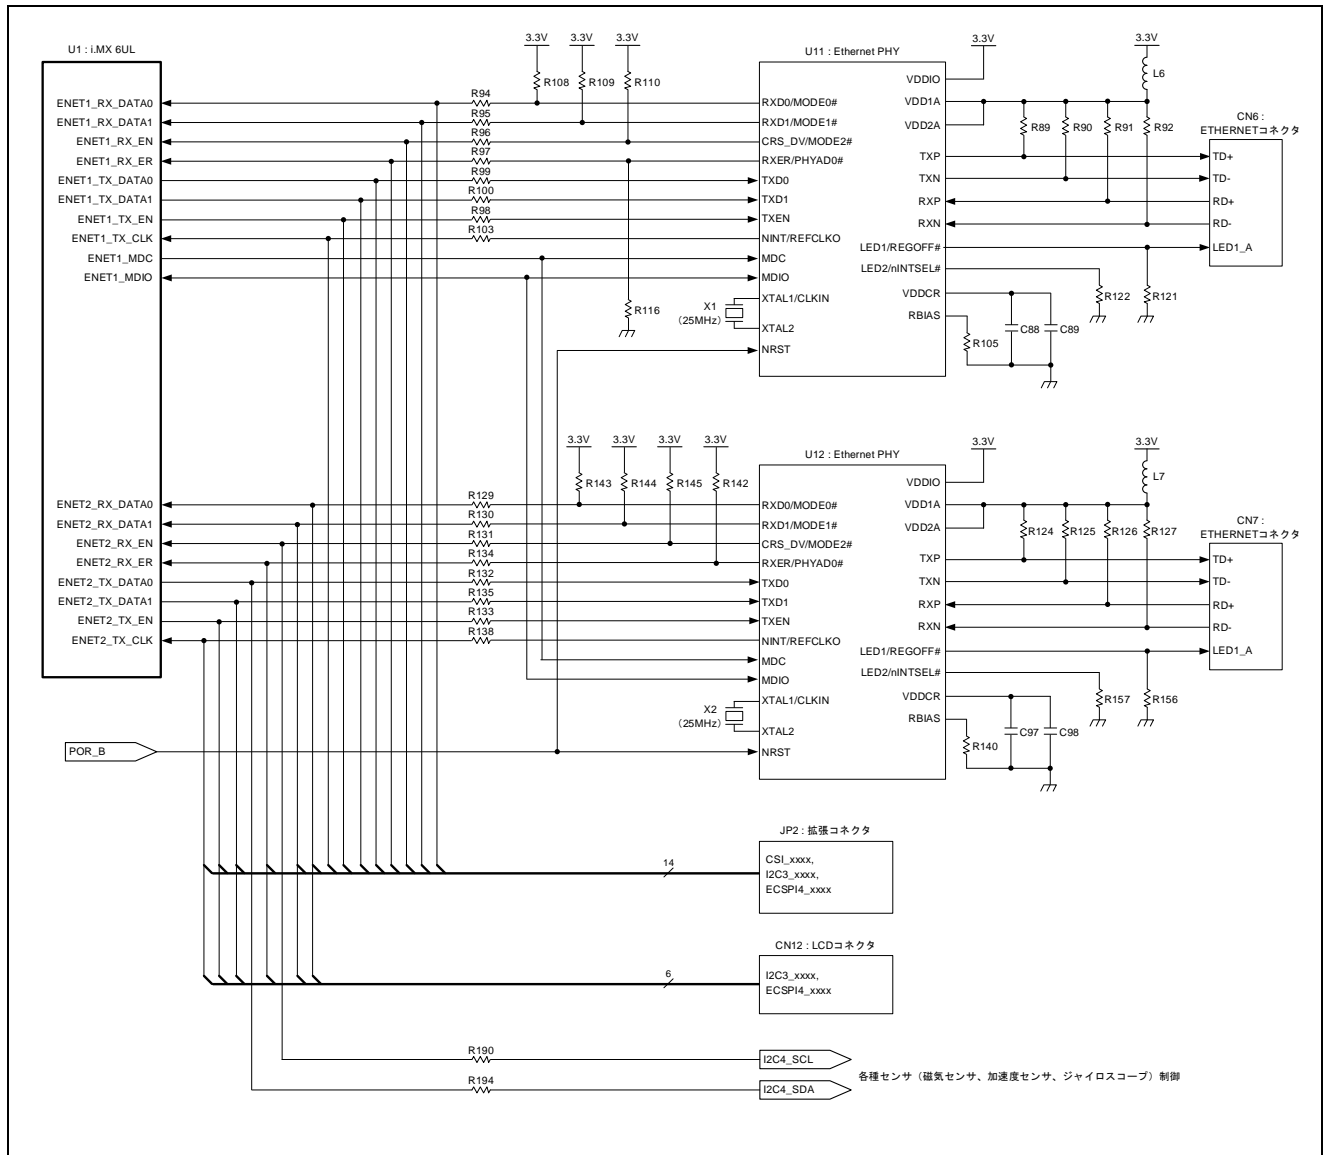 U1 : i.MX 6UL
ENET1_RX_DATA0
ENET1_RX_DATA1
ENET1_RX_EN
ENET1_RX_ER
ENET1_TX_DATA0
ENET1_TX_DATA1
ENET1_TX_EN
ENET1_TX_CLK
ENET1_MDC
ENET1_MDIO
ENET2_RX_DATA0
ENET2_RX_DATA1
ENET2_RX_EN
ENET2_RX_ER
ENET2_TX_DATA0
ENET2_TX_DATA1
ENET2_TX_EN
ENET2_TX_CLK
POR_B
3.3V
3.3V
3.3V
R108
R109
R110
R94
R95
R96
R97
R99
R100
R98
R103
R116
X1
(25MHz)
U11 : Ethernet PHY
RXD0/MODE0#
RXD1/MODE1#
CRS_DV/MODE2#
RXER/PHYAD0#
TXD0
TXD1
TXEN
NINT/REFCLKO
MDC
MDIO
XTAL1/CLKIN
XTAL2
NRST
VDDIO
VDD1A
VDD2A
TXP
TXN
RXP
RXN
LED1/REGOFF#
LED2/nINTSEL#
VDDCR
RBIAS
3.3V
3.3V
L6
R89
R90
R91
R92
R122
R121
R105
C88
C89
CN6 :
ETHERNETコネクタ
TD+
TD-
RD+
RD-
LED1_A
3.3V
3.3V
3.3V
3.3V
R143
R144
R145
R142
R129
R130
R131
R134
R132
R135
R133
R138
X2
(25MHz)
U12 : Ethernet PHY
RXD0/MODE0#
RXD1/MODE1#
CRS_DV/MODE2#
RXER/PHYAD0#
TXD0
TXD1
TXEN
NINT/REFCLKO
MDC
MDIO
XTAL1/CLKIN
XTAL2
NRST
VDDIO
VDD1A
VDD2A
TXP
TXN
RXP
RXN
LED1/REGOFF#
LED2/nINTSEL#
VDDCR
RBIAS
3.3V
3.3V
L7
R124
R125
R126
R127
R157
R156
R140
C97
C98
CN7 :
ETHERNETコネクタ
TD+
TD-
RD+
RD-
LED1_A
JP2 : 拡張コネクタ
14
CSI_xxxx,
I2C3_xxxx,
ECSPI4_xxxx
CN12 : LCDコネクタ
6
I2C3_xxxx,
ECSPI4_xxxx
R190
I2C4_SCL
R194
I2C4_SDA
各種センサ（磁気センサ、加速度センサ、ジャイロスコープ）制御